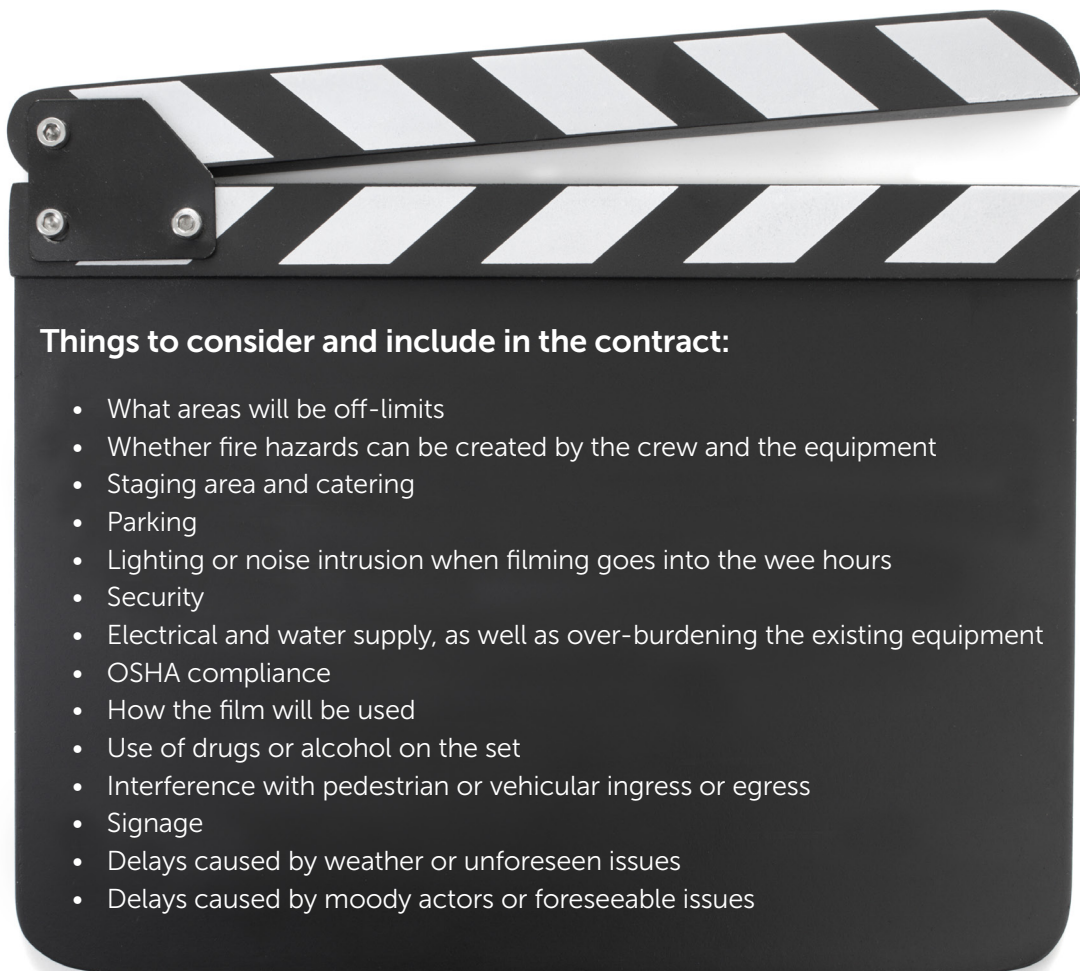 Things to consider and include in the contract:
• What areas will be off-limits
• Whether fire hazards can be created by the crew and the equipment
• Staging area and catering
• Parking
• Lighting or noise intrusion when filming goes into the wee hours
• Security
• Electrical and water supply, as well as over-burdening the existing equipment
• OSHA compliance
• How the film will be used
• Use of drugs or alcohol on the set
• Interference with pedestrian or vehicular ingress or egress
• Signage
• Delays caused by weather or unforeseen issues
• Delays caused by moody actors or foreseeable issues